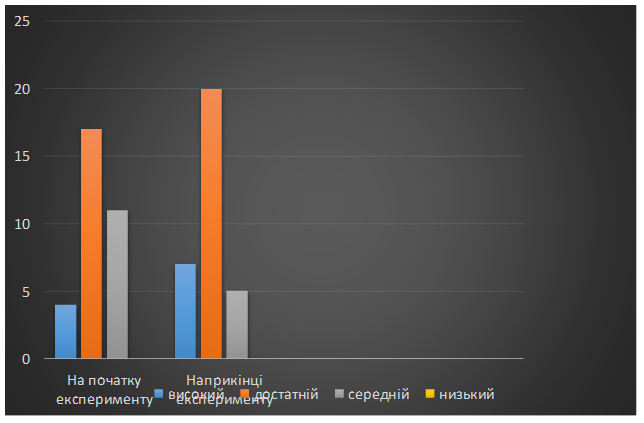 25
20
15
10
5
0
На початку експерименту
Наприкінці експерименту
високий достатній середній низький